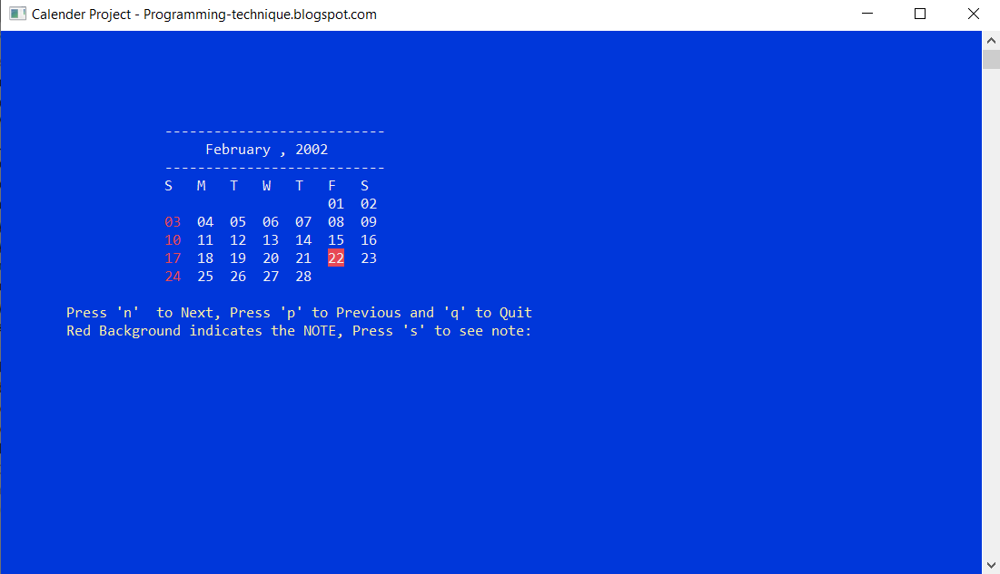 Calender Project - Programming-technique.blogspot.com
---------------------------
February , 2002
---------------------------
S M T W T F S
01 02
03 04 05 06 07 08 09
10 11 12 13 14 15 16
17 18 19 20 21 22 23
24 25 26 27 28
Press 'n'  to Next, Press 'p' to Previous and 'q' to Quit
Red Background indicates the NOTE, Press 's' to see note: